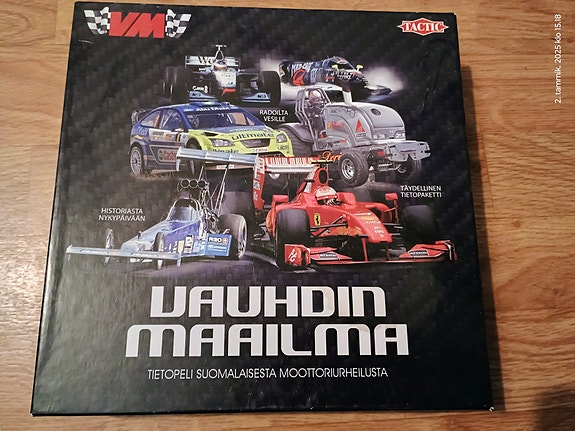 VM
TACTIC
RADOILTA
VESILLE
HISTORIASTA
NYKYPÄIVÄÄN
TÄYDELLINEN
TIETOPAKETTI
ultimate
VAUHDIN
MAAILMA
TIETOPELI SUOMALAISESTA MOOTTORIURHEILUSTA
2. tammik. 2025 klo 15.18